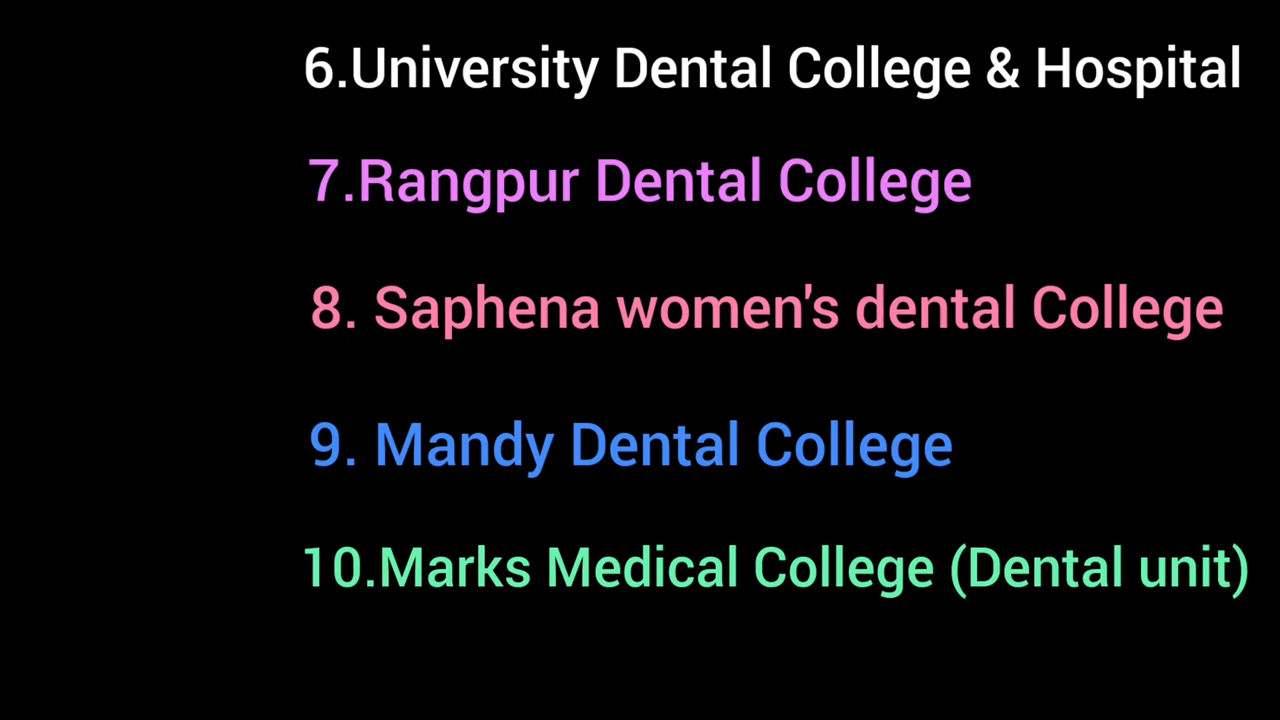 6.University Dental College & Hospital
7.Rangpur Dental College
8. Saphena women's dental College
9. Mandy Dental College
10.Marks Medical College (Dental unit)